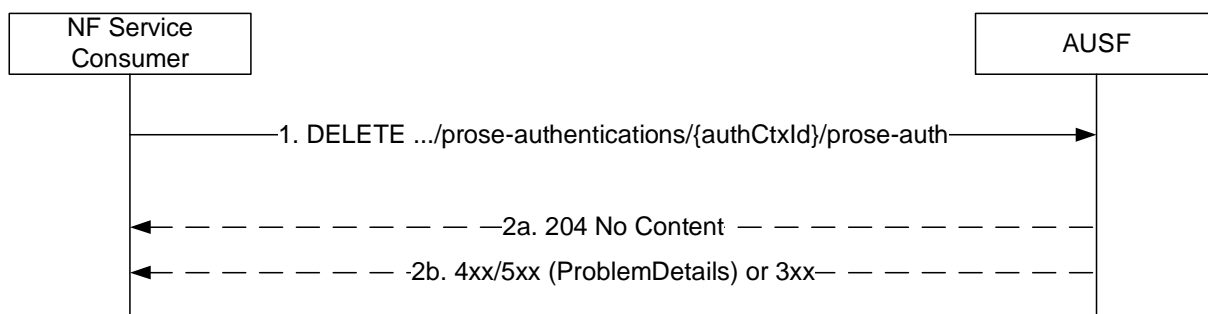 NF Service
Consumer
AUSF
1. DELETE .../prose-authentications/{authCtxId}/prose-auth
2a. 204 No Content
2b. 4xx/5xx (ProblemDetails) or 3xx